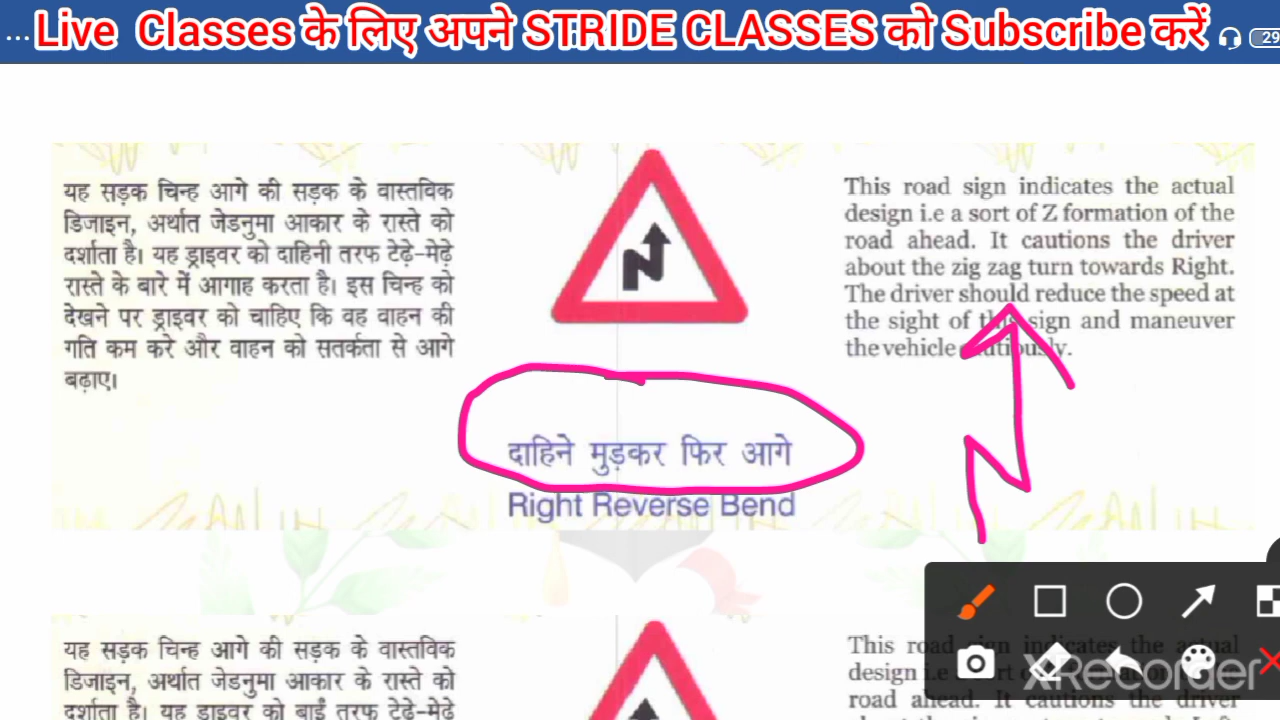 ...Live Classes के लिए अपने STRIDE CLASSES को Subscribe करें 29
यह सड़क चिन्ह आगे की सड़क के वास्तविक
डिजाइन, अर्थात जेडनुमा आकार के रास्ते को
दर्शाता है। यह ड्राइवर को दाहिनी तरफ टेढ़े-मेढ़े
रास्ते के बारे में आगाह करता है। इस चिन्ह को
देखने पर ड्राइवर को चाहिए कि वह वाहन की
गति कम करे और वाहन को सतर्कता से आगे
बढ़ाए।
This road sign indicates the actual
design i.e a sort of Z formation of the
road ahead. It cautions the driver
about the zig zag turn towards Right.
The driver should reduce the speed at
the sight of this sign and maneuver
the vehicle cautiously.
दाहिने मुड़कर फिर आगे
Right Reverse Bend
यह सड़क चिन्ह आगे की सड़क के वास्तविक
डिजाइन, अर्थात जेडनुमा आकार के रास्ते को
दर्शाता है। यह ड्राइवर को बाईं तरफ टेढ़े-मेढ़े
This road sign indicates the actual
design i.e
road ahead. It cautions the driver
XRecorder